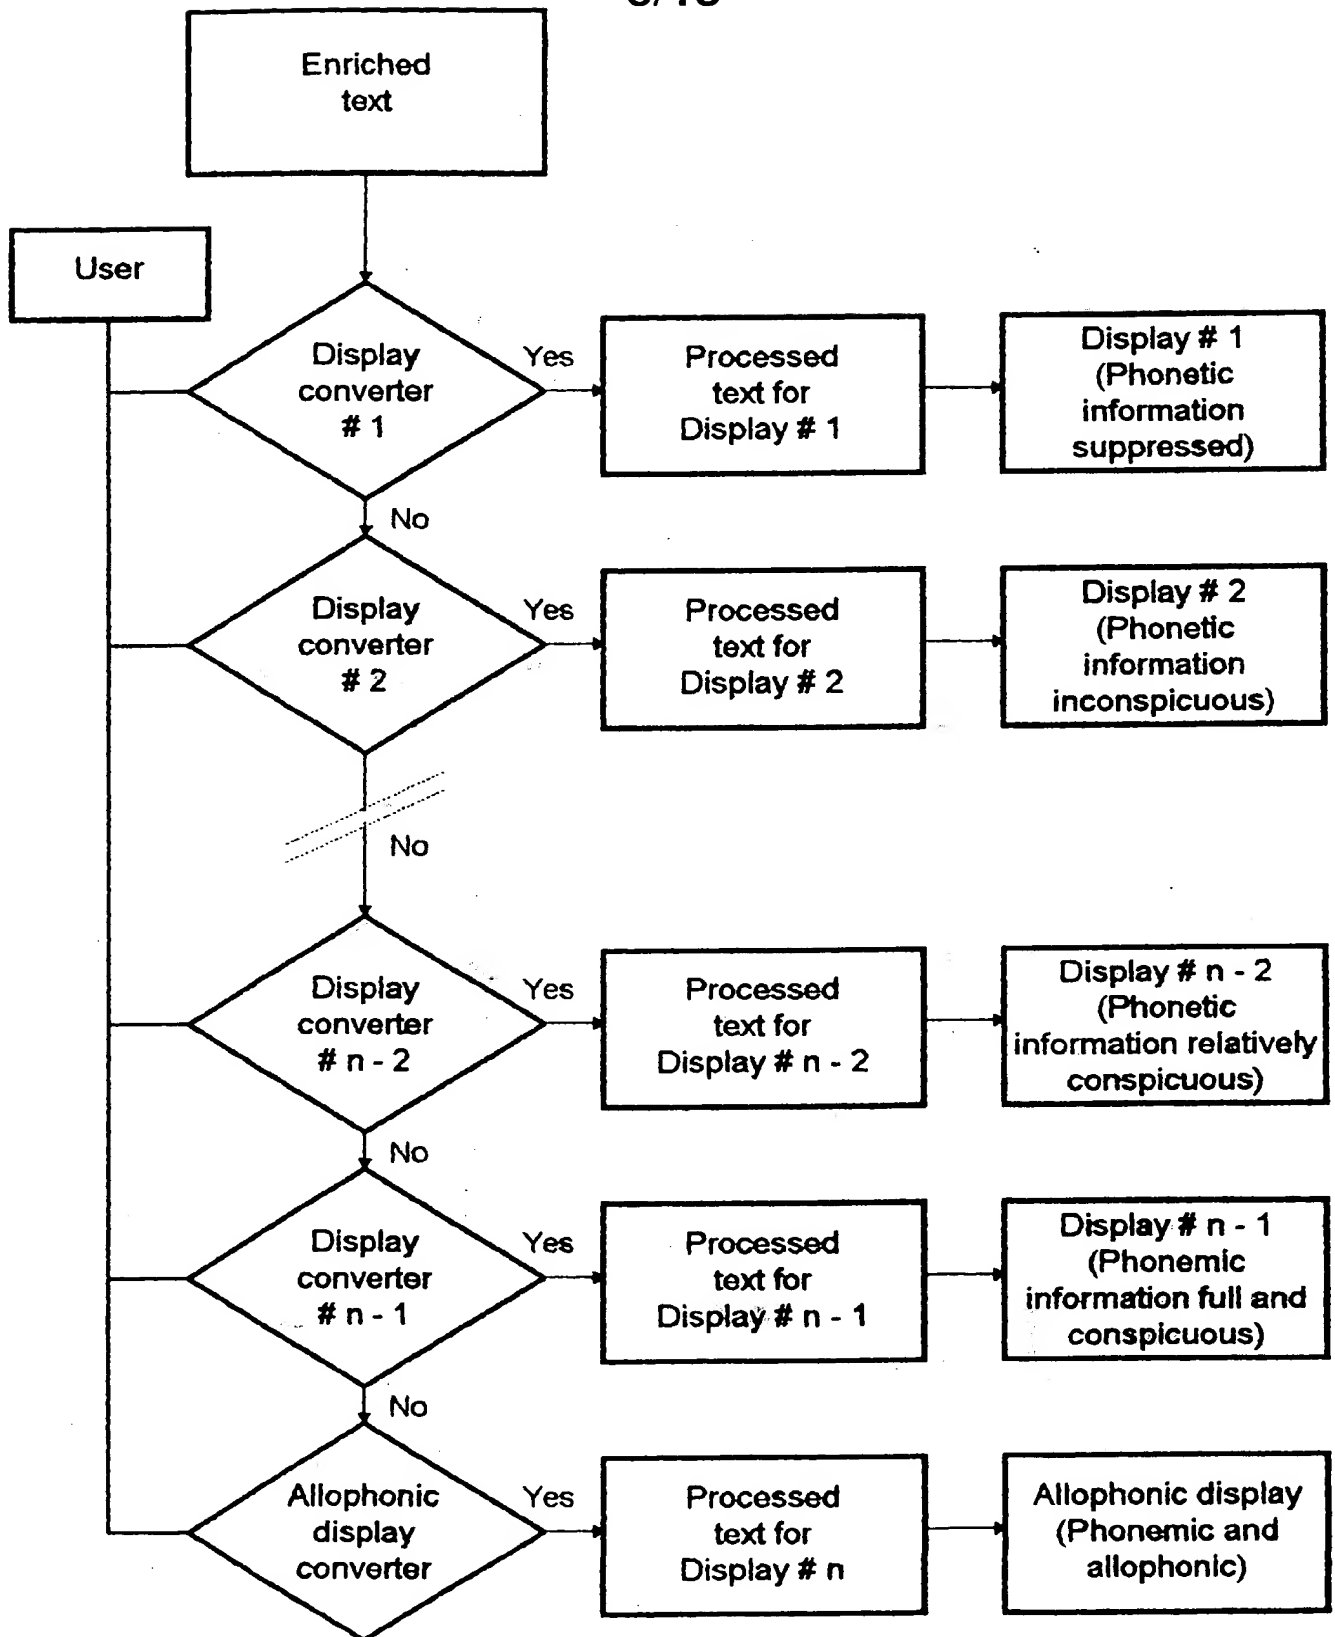 Enriched
text
User
Display
converter
# 1
Yes
Processed
text for
Display # 1
Display # 1
(Phonetic
information
suppressed)
No
Display
converter
# 2
Yes
Processed
text for
Display # 2
Display # 2
(Phonetic
information
inconspicuous)
No
Display
converter
# n - 2
Yes
Processed
text for
Display # n - 2
Display # n - 2
(Phonetic
information relatively
conspicuous)
No
Display
converter
# n - 1
Yes
Processed
text for
Display # n - 1
Display # n - 1
(Phonemic
information full and
conspicuous)
No
Allophonic
display
converter
Yes
Processed
text for
Display # n
Allophonic display
(Phonemic and
allophonic)